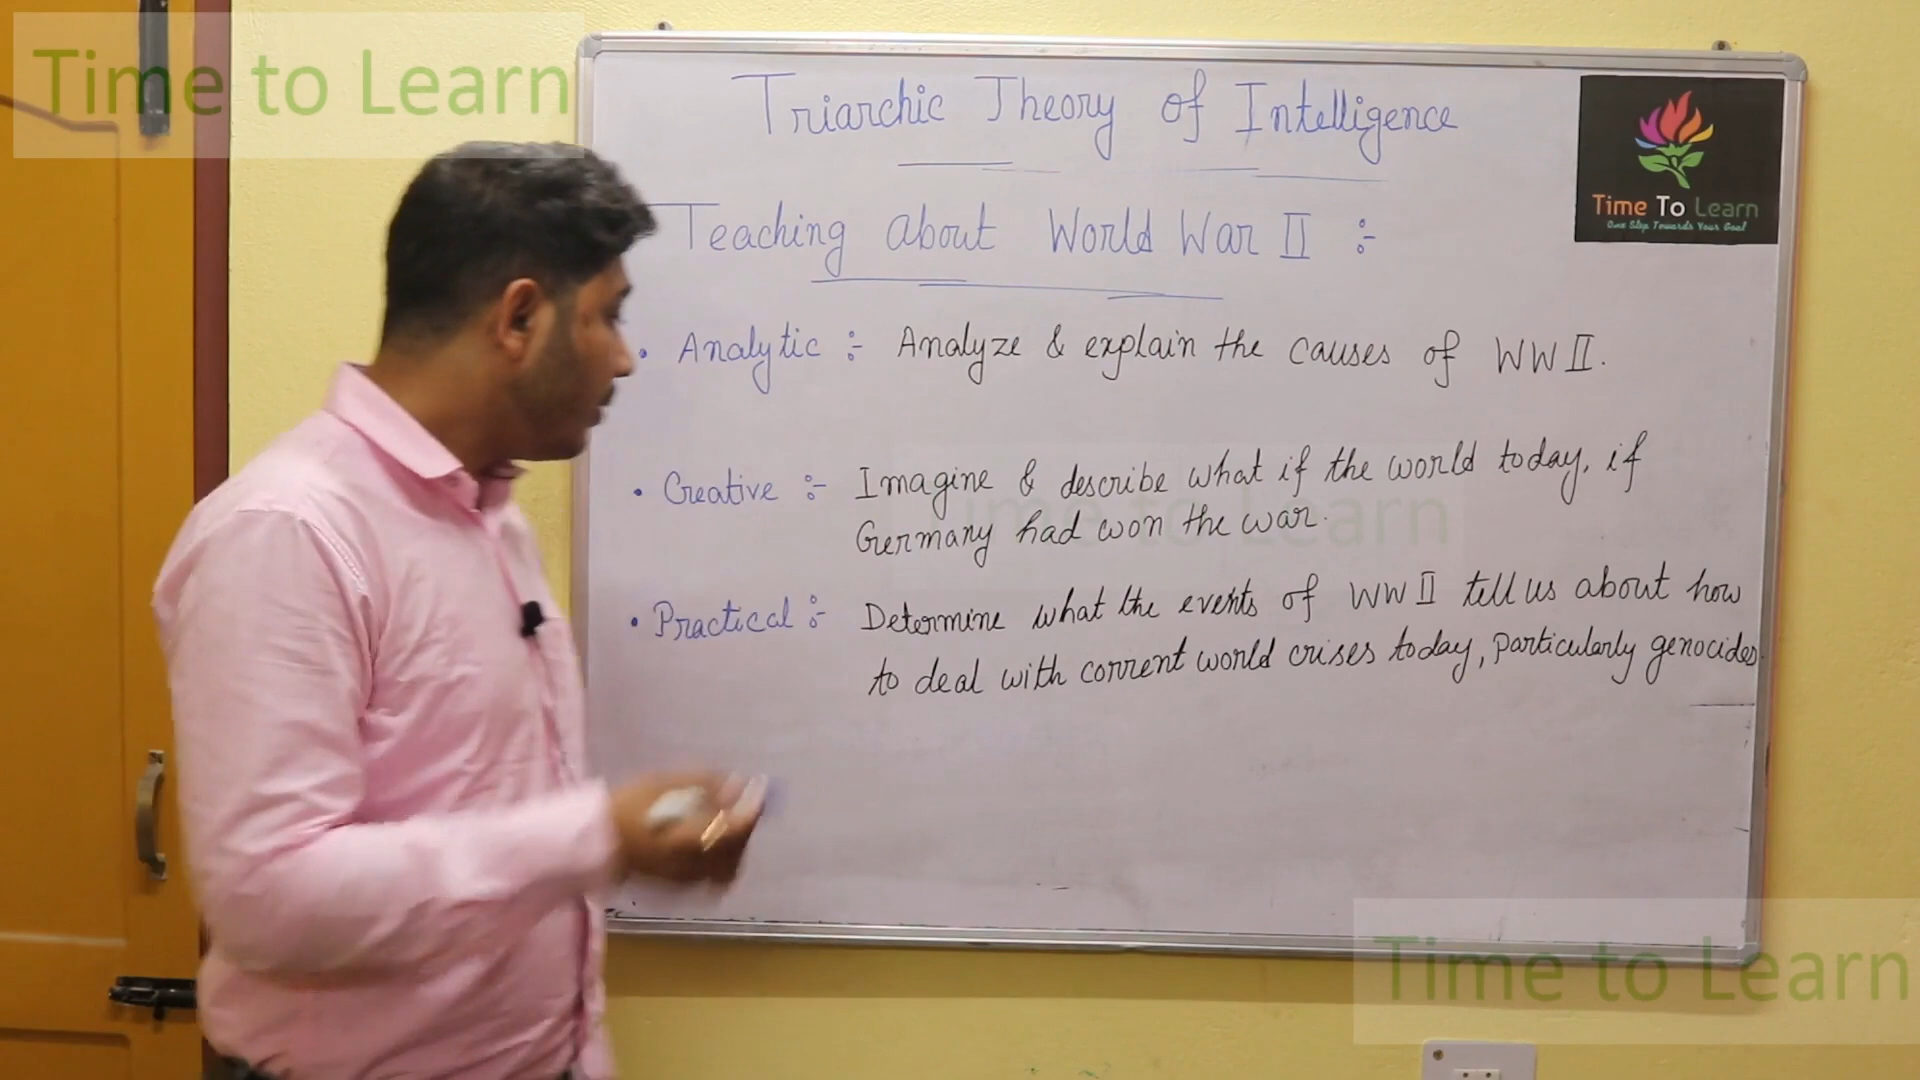 Time to Learn
Triarchic Theory of Intelligence
Time To Learn
One Step Towards Your Goal
Teaching about World War II :-
• Analytic :- Analyze & explain the causes of WW II.
• Creative :- Imagine & describe what if the world today, if
Germany had won the war.
Time to Learn
• Practical :- Determine what the events of WW II tell us about how
to deal with corrent world crises today, particularly genocides.
Time to Learn